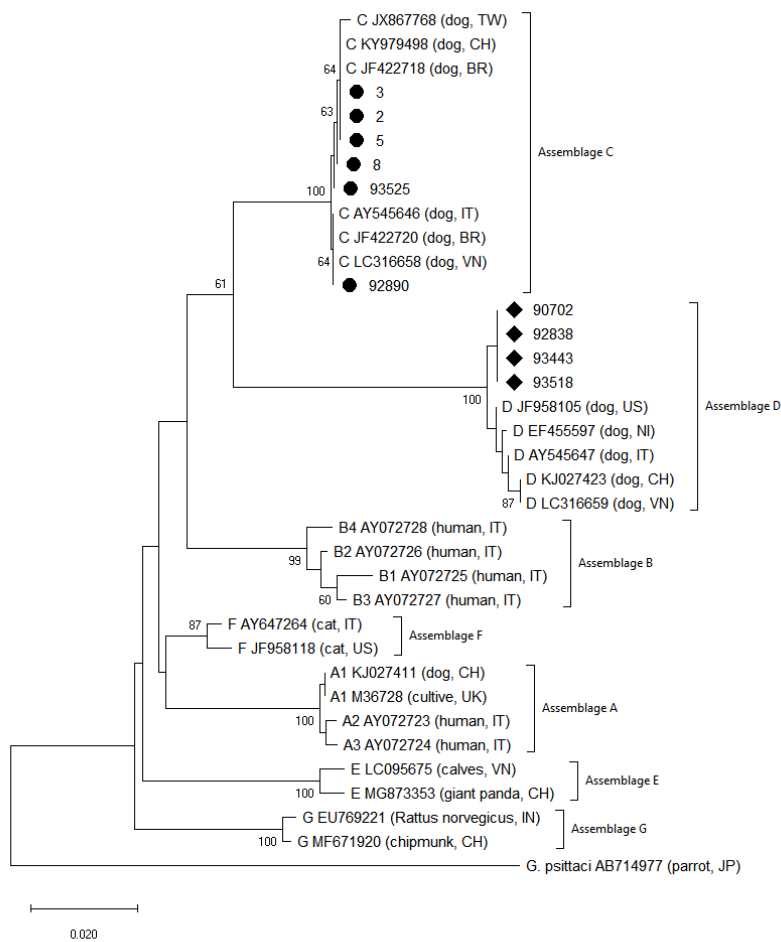 C JX867768 (dog, TW)
C KY979498 (dog, CH)
64
C JF422718 (dog, BR)
3
63
2
5
Assemblage C
8
100
93525
C AY545646 (dog, IT)
C JF422720 (dog, BR)
64
C LC316658 (dog, VN)
61
92890
90702
92838
93443
93518
100
Assemblage D
D JF958105 (dog, US)
D EF455597 (dog, NI)
D AY545647 (dog, IT)
D KJ027423 (dog, CH)
87
D LC316659 (dog, VN)
B4 AY072728 (human, IT)
B2 AY072726 (human, IT)
99
Assemblage B
B1 AY072725 (human, IT)
60
B3 AY072727 (human, IT)
87
F AY647264 (cat, IT)
Assemblage F
F JF958118 (cat, US)
A1 KJ027411 (dog, CH)
A1 M36728 (cultive, UK)
Assemblage A
100
A2 AY072723 (human, IT)
A3 AY072724 (human, IT)
E LC095675 (calves, VN)
Assemblage E
100
E MG873353 (giant panda, CH)
G EU769221 (Rattus norvegicus, IN)
Assemblage G
100
G MF671920 (chipmunk, CH)
G. psittaci AB714977 (parrot, JP)
0.020